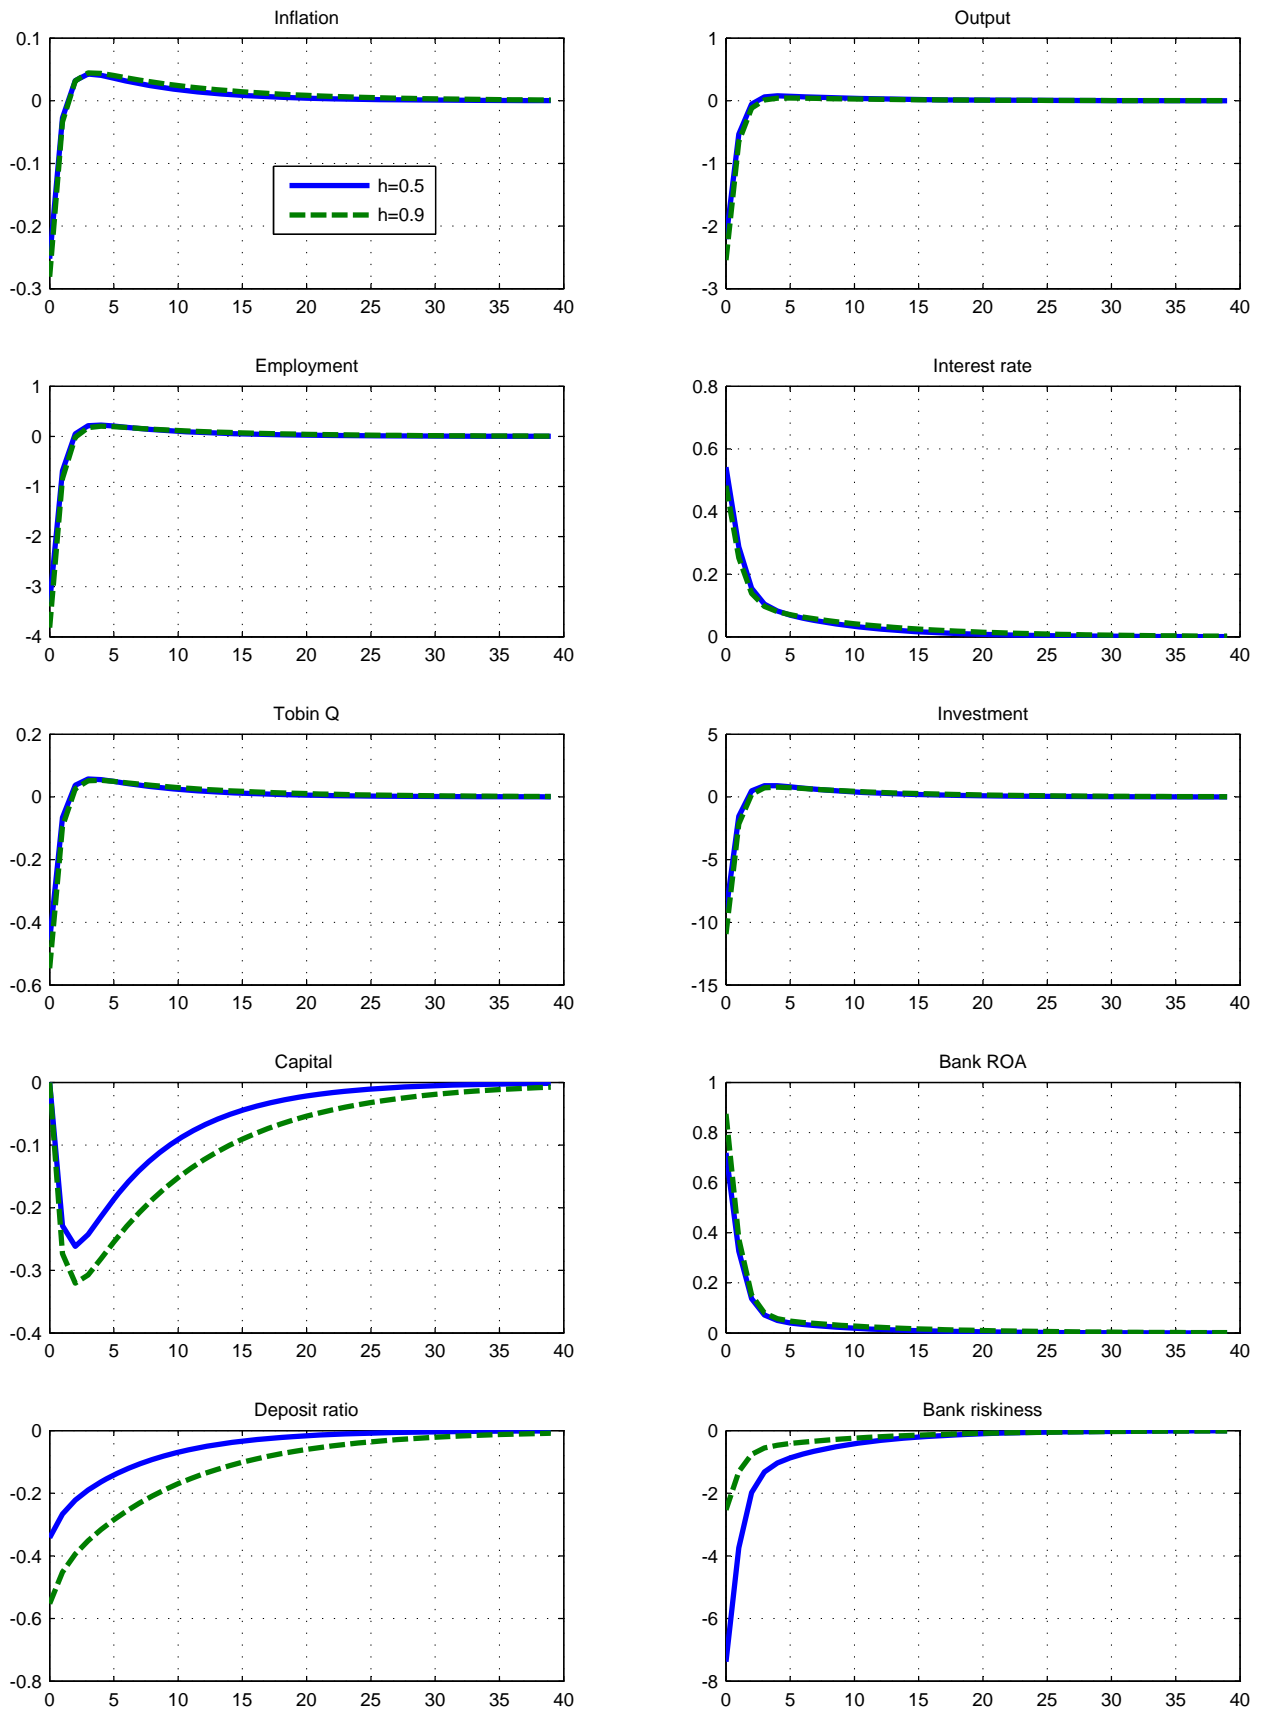 Inflation
0.1
0
-0.1
-0.2
-0.3
0 5 10 15 20 25 30 35 40
h=0.5
h=0.9
Output
1
0
-1
-2
-3
0 5 10 15 20 25 30 35 40
Employment
1
0
-1
-2
-3
-4
0 5 10 15 20 25 30 35 40
Interest rate
0.8
0.6
0.4
0.2
0
0 5 10 15 20 25 30 35 40
Tobin Q
0.2
0
-0.2
-0.4
-0.6
0 5 10 15 20 25 30 35 40
Investment
5
0
-5
-10
-15
0 5 10 15 20 25 30 35 40
Capital
0
-0.1
-0.2
-0.3
-0.4
0 5 10 15 20 25 30 35 40
Bank ROA
1
0.8
0.6
0.4
0.2
0
0 5 10 15 20 25 30 35 40
Deposit ratio
0
-0.2
-0.4
-0.6
-0.8
0 5 10 15 20 25 30 35 40
Bank riskiness
0
-2
-4
-6
-8
0 5 10 15 20 25 30 35 40